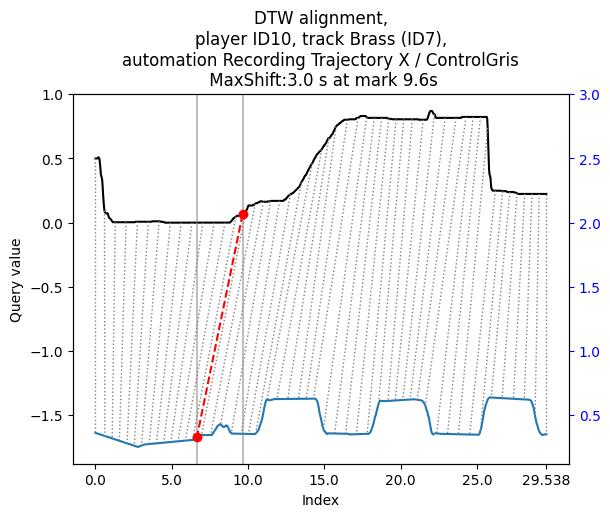 DTW alignment,
player ID10, track Brass (ID7),
automation Recording Trajectory X / ControlGris
MaxShift:3.0 s at mark 9.6s
1.0
0.5
0.0
−0.5
−1.0
−1.5
Query value
3.0
2.5
2.0
1.5
1.0
0.5
0.0 5.0 10.0 15.0 20.0 25.0 29.538
Index